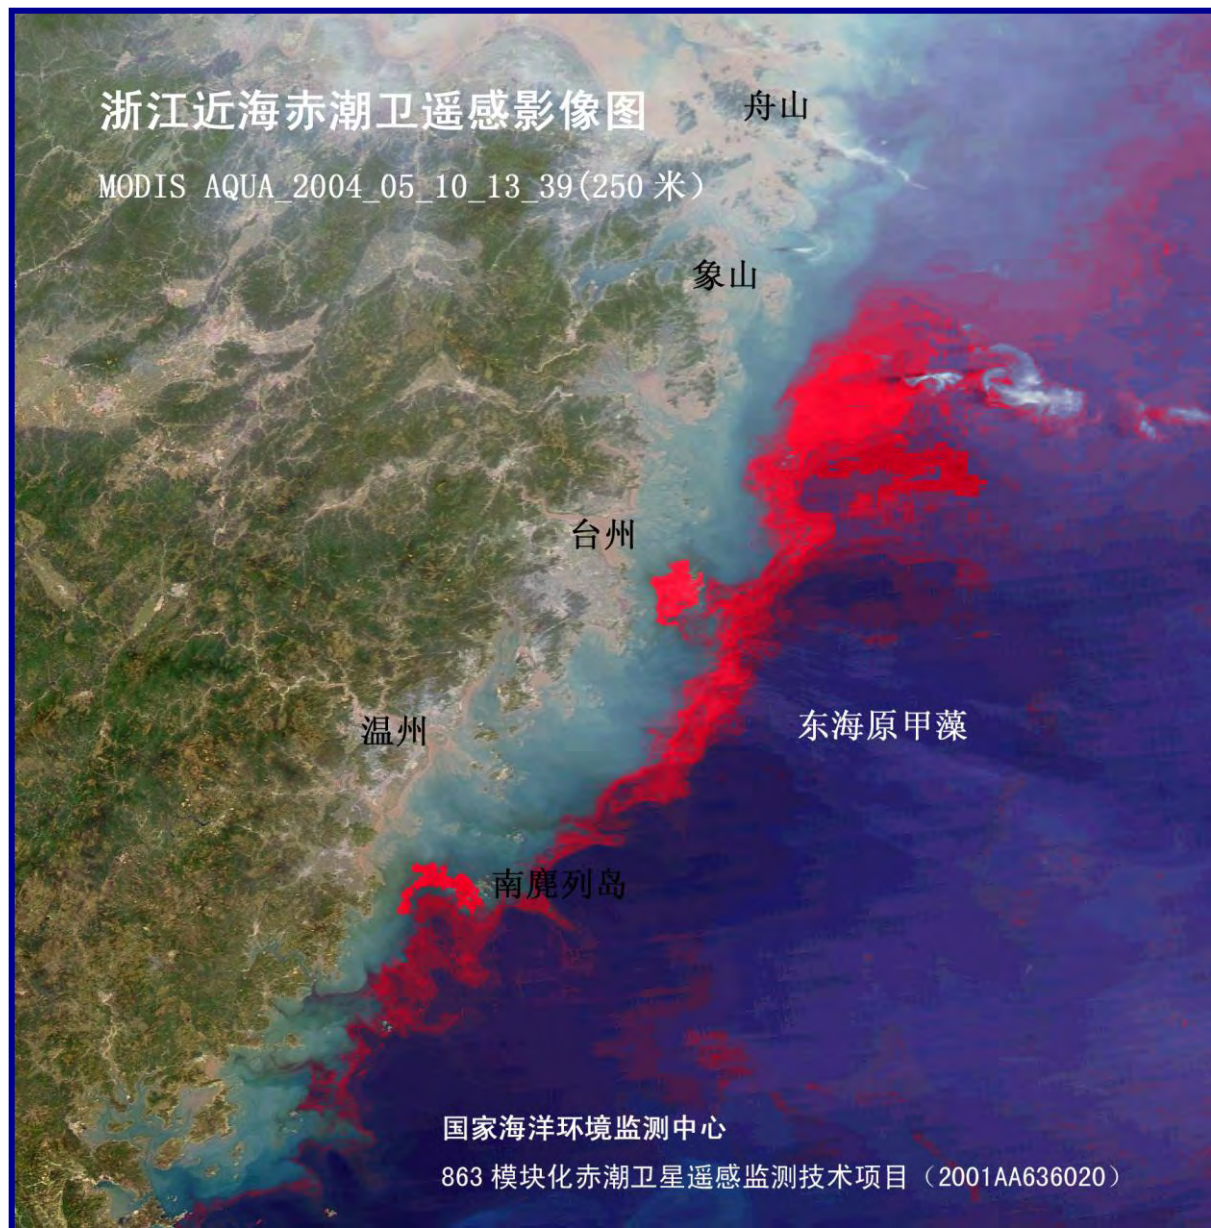 浙江近海赤潮卫遥感影像图
舟山
MODIS AQUA_2004_05_10_13_39(250 米)
象山
台州
温州
东海原甲藻
南麂列岛
国家海洋环境监测中心
863 模块化赤潮卫星遥感监测技术项目（2001AA636020）